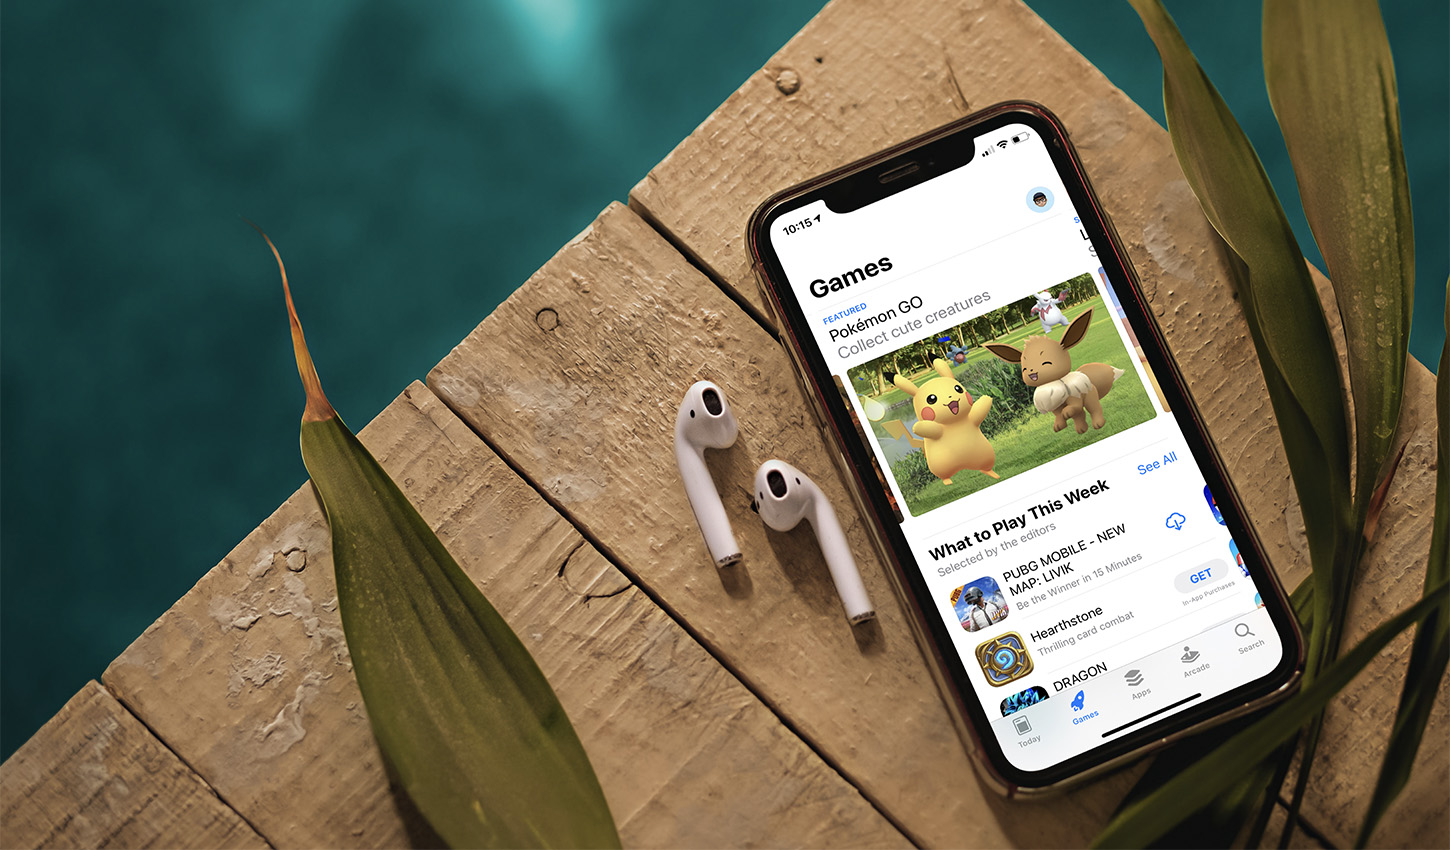 10:15
Games
FEATURED
Pokémon GO
Collect cute creatures
What to Play This Week
See All
Selected by the editors
PUBG MOBILE - NEW
MAP: LIVIK
Be the Winner in 15 Minutes
GET
In-App Purchases
Hearthstone
Thrilling card combat
DRAGON
Today
Games
Apps
Arcade
Search